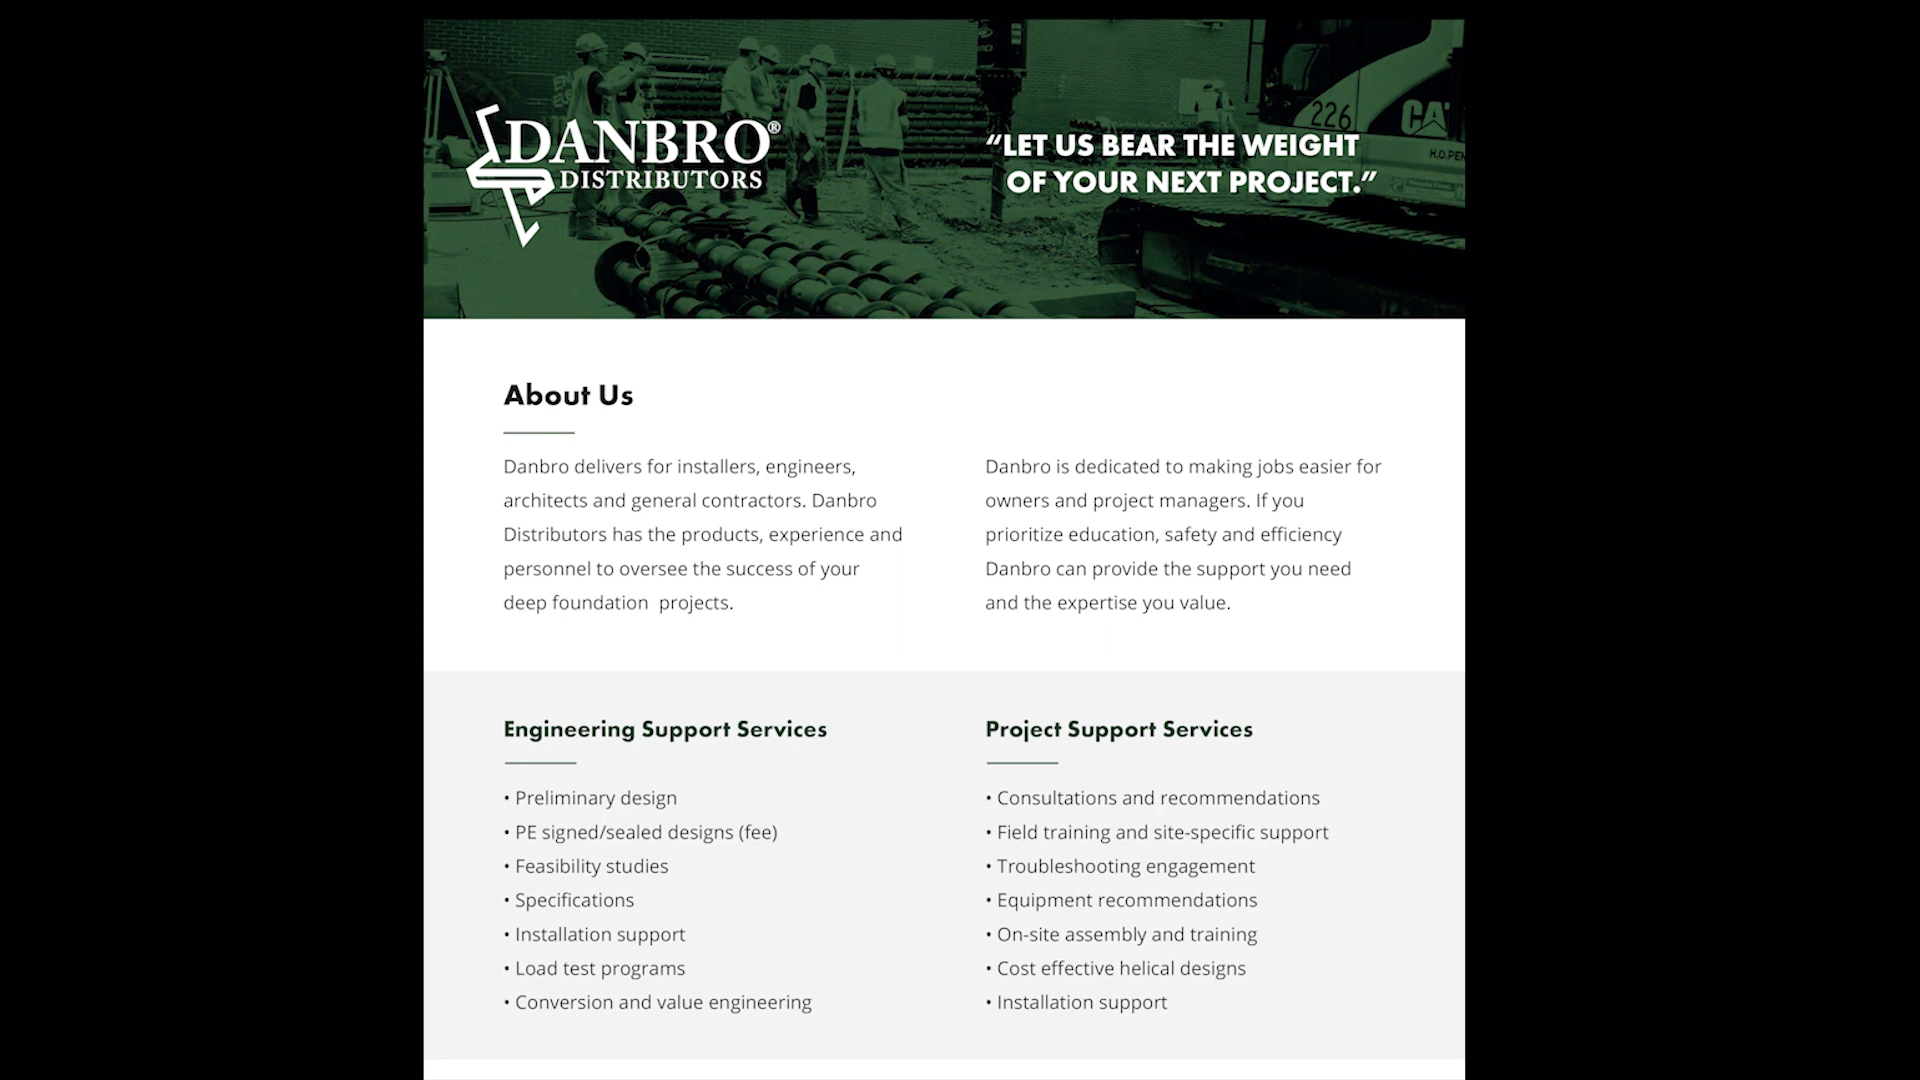 DANBRO®
DISTRIBUTORS
“LET US BEAR THE WEIGHT
OF YOUR NEXT PROJECT.”
226
CAT
About Us
Danbro delivers for installers, engineers,
architects and general contractors. Danbro
Distributors has the products, experience and
personnel to oversee the success of your
deep foundation  projects.
Danbro is dedicated to making jobs easier for
owners and project managers. If you
prioritize education, safety and efficiency
Danbro can provide the support you need
and the expertise you value.
Engineering Support Services
• Preliminary design
• PE signed/sealed designs (fee)
• Feasibility studies
• Specifications
• Installation support
• Load test programs
• Conversion and value engineering
Project Support Services
• Consultations and recommendations
• Field training and site-specific support
• Troubleshooting engagement
• Equipment recommendations
• On-site assembly and training
• Cost effective helical designs
• Installation support